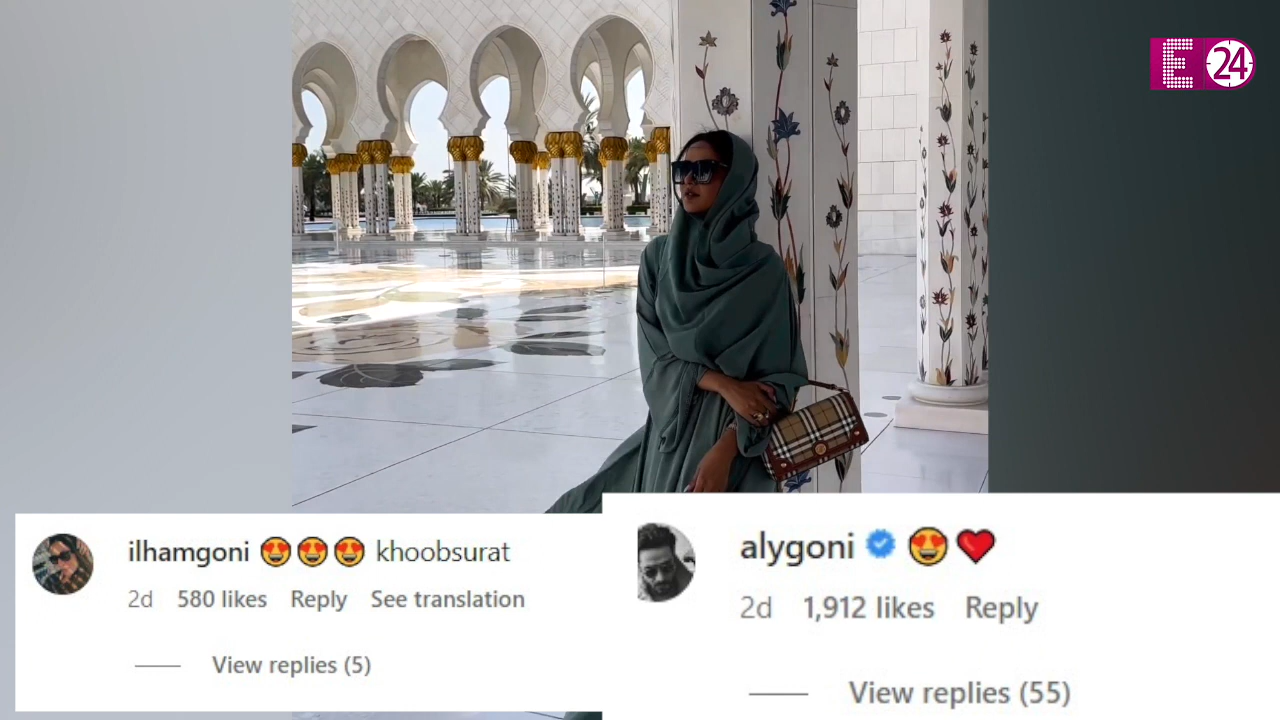 E 24
ilhamgoni 😍😍😍 khoobsurat
2d 580 likes Reply See translation
View replies (5)
alygoni 😍❤️
2d 1,912 likes Reply
View replies (55)